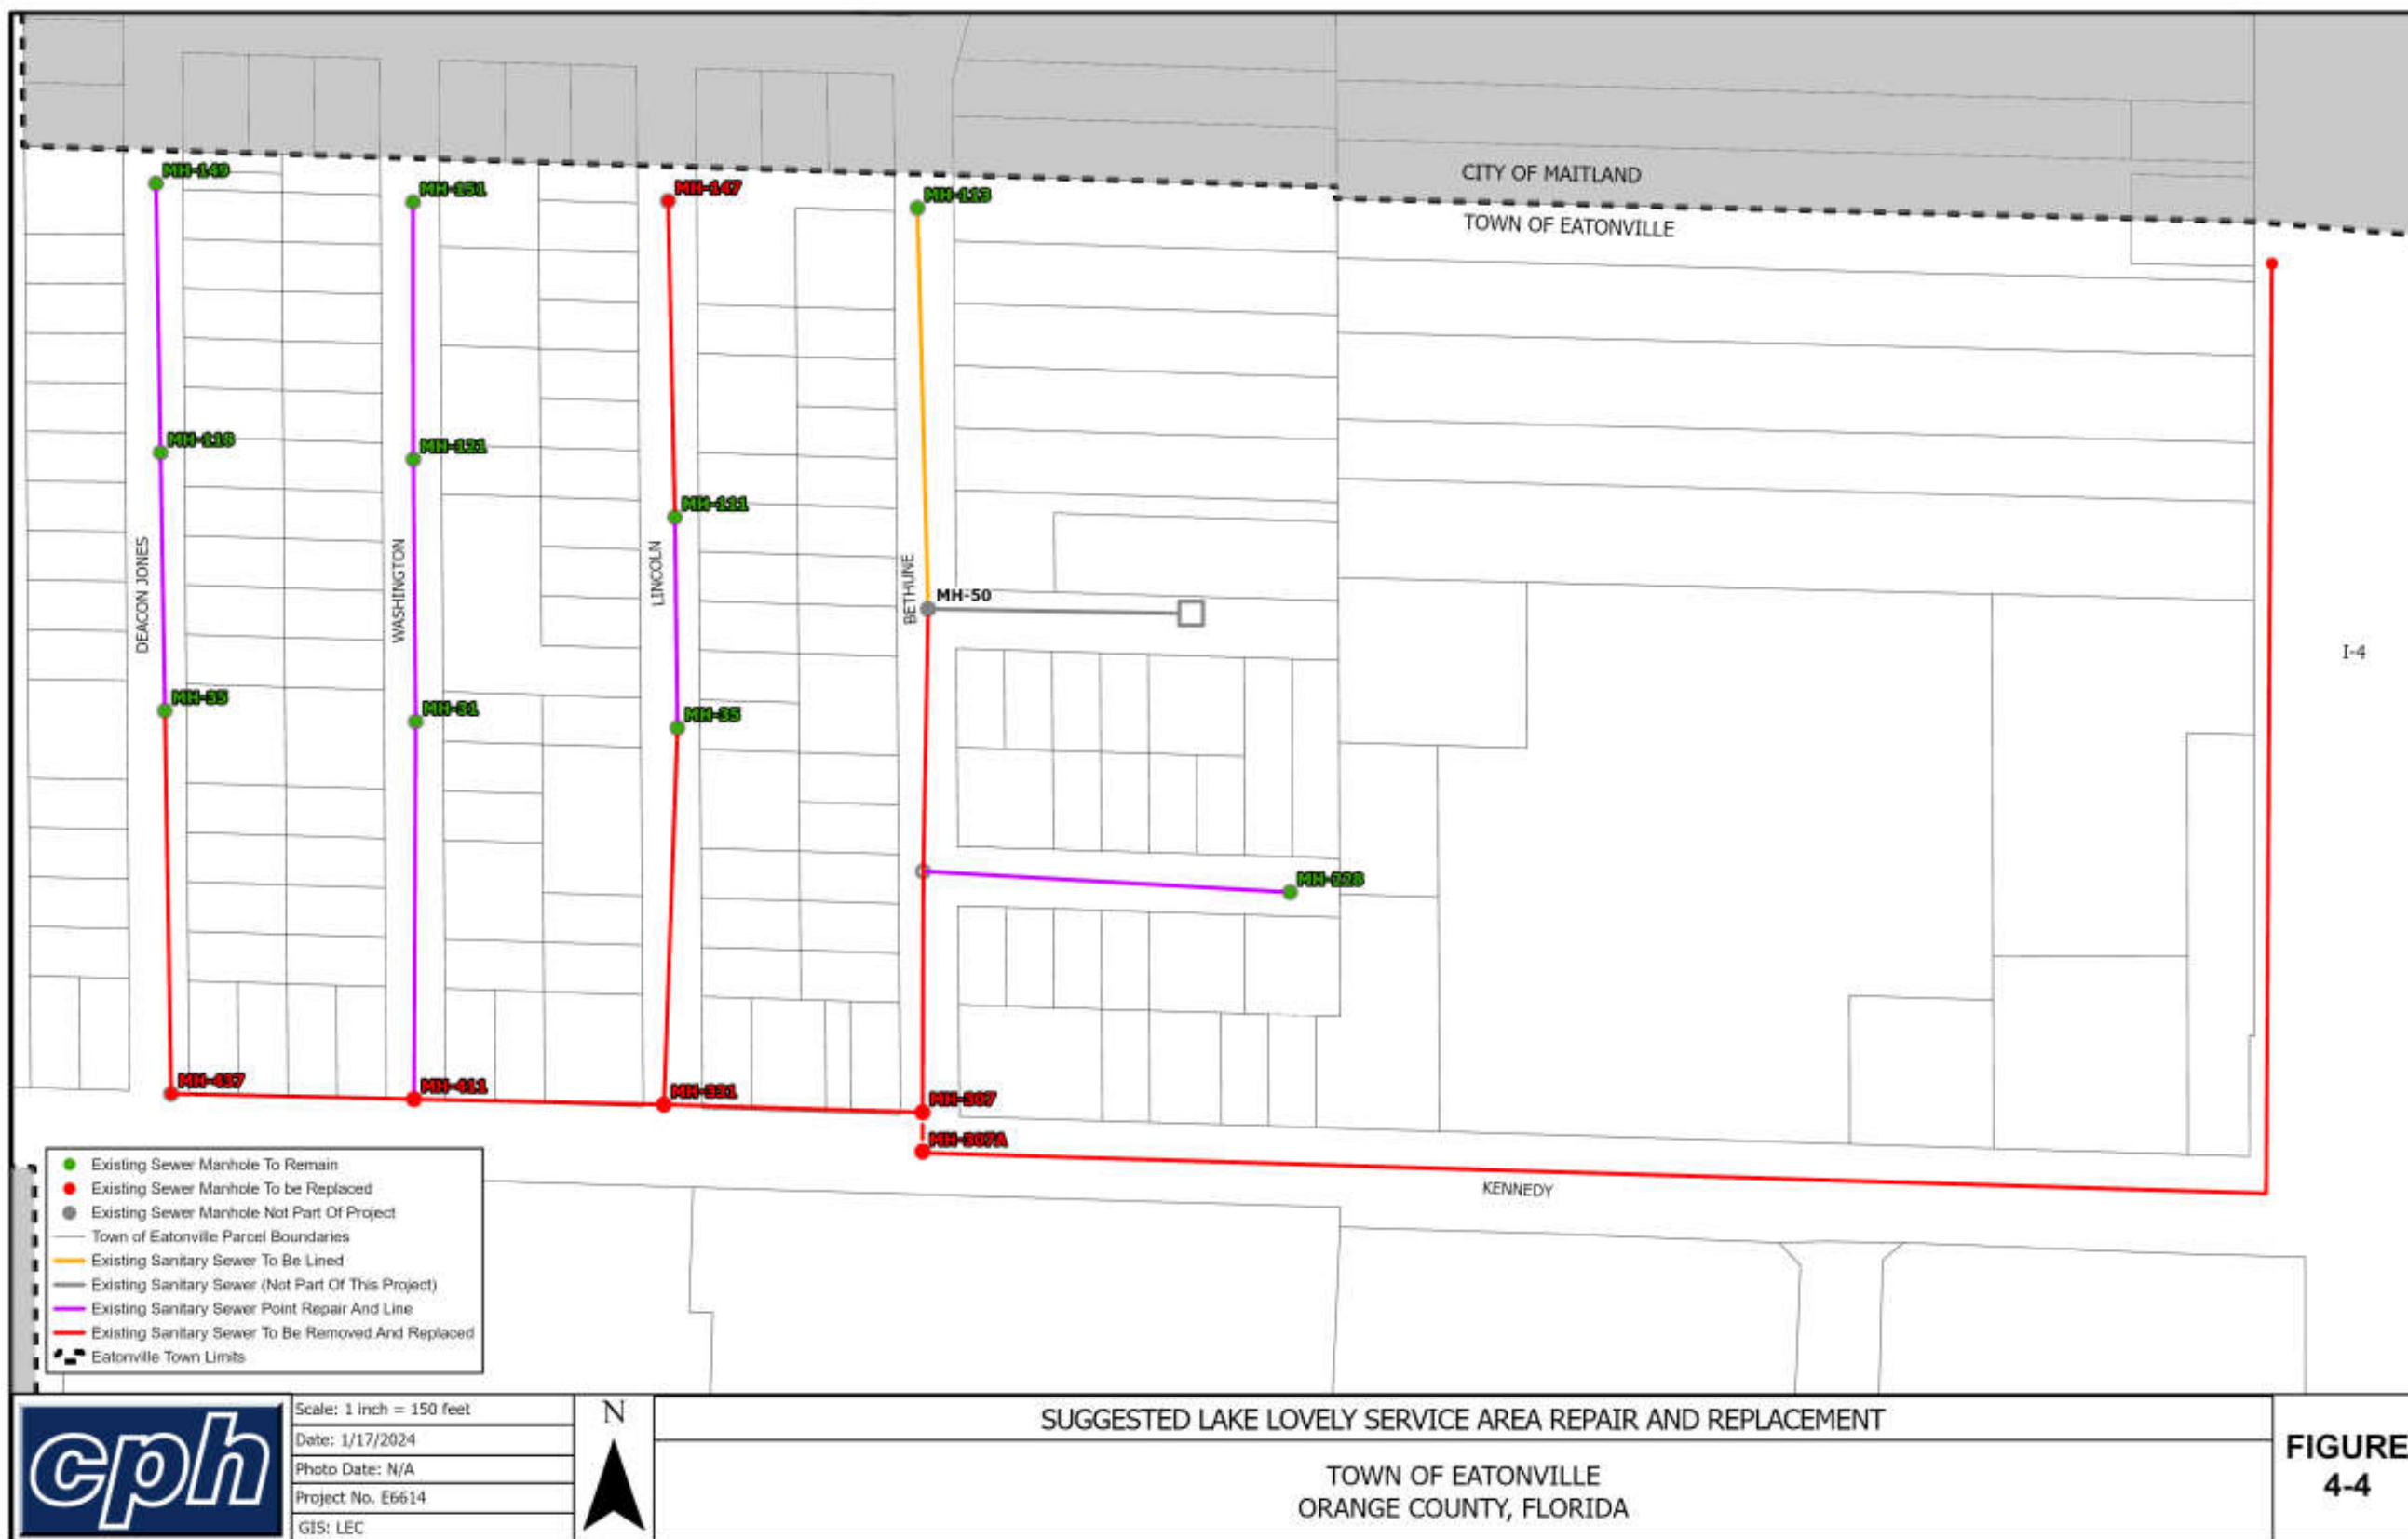 CITY OF MAITLAND
TOWN OF EATONVILLE
MH-149
MH-151
MH-147
MH-113
MH-118
MH-121
MH-111
DEACON JONES
WASHINGTON
LINCOLN
BETHUNE
MH-50
I-4
MH-35
MH-31
MH-35
MH-228
MH-437
MH-411
MH-331
MH-307
MH-307A
KENNEDY
Existing Sewer Manhole To Remain
Existing Sewer Manhole To be Replaced
Existing Sewer Manhole Not Part Of Project
Town of Eatonville Parcel Boundaries
Existing Sanitary Sewer To Be Lined
Existing Sanitary Sewer (Not Part Of This Project)
Existing Sanitary Sewer Point Repair And Line
Existing Sanitary Sewer To Be Removed And Replaced
Eatonville Town Limits
cph
Scale: 1 inch = 150 feet
Date: 1/17/2024
Photo Date: N/A
Project No. E6614
GIS: LEC
N
SUGGESTED LAKE LOVELY SERVICE AREA REPAIR AND REPLACEMENT
TOWN OF EATONVILLE
ORANGE COUNTY, FLORIDA
FIGURE
4-4